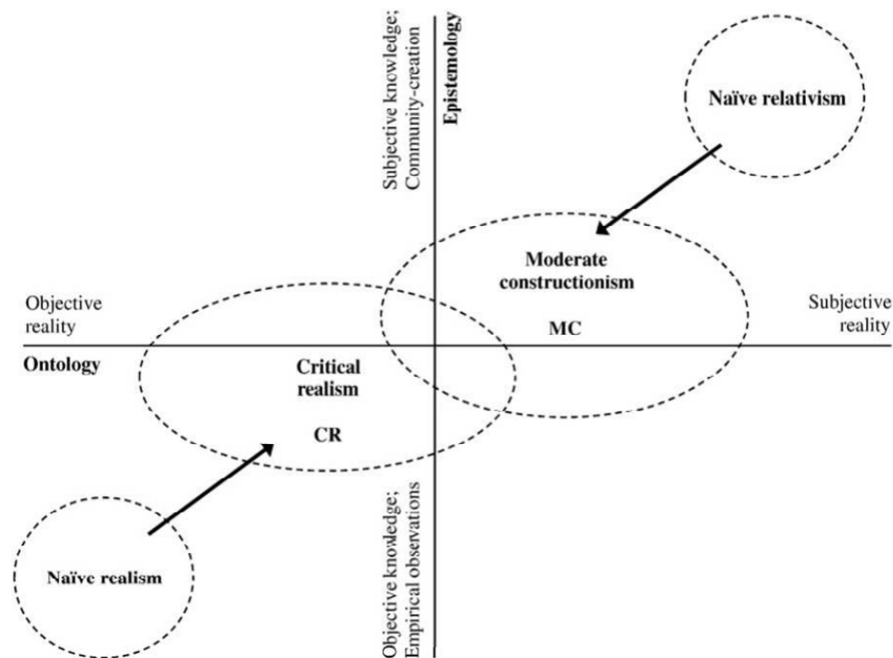 Subjective knowledge;
Community-creation
Epistemology
Naïve relativism
Moderate
constructionism
MC
Objective
reality
Subjective
reality
Ontology
Critical
realism
CR
Naïve realism
Objective knowledge;
Empirical observations